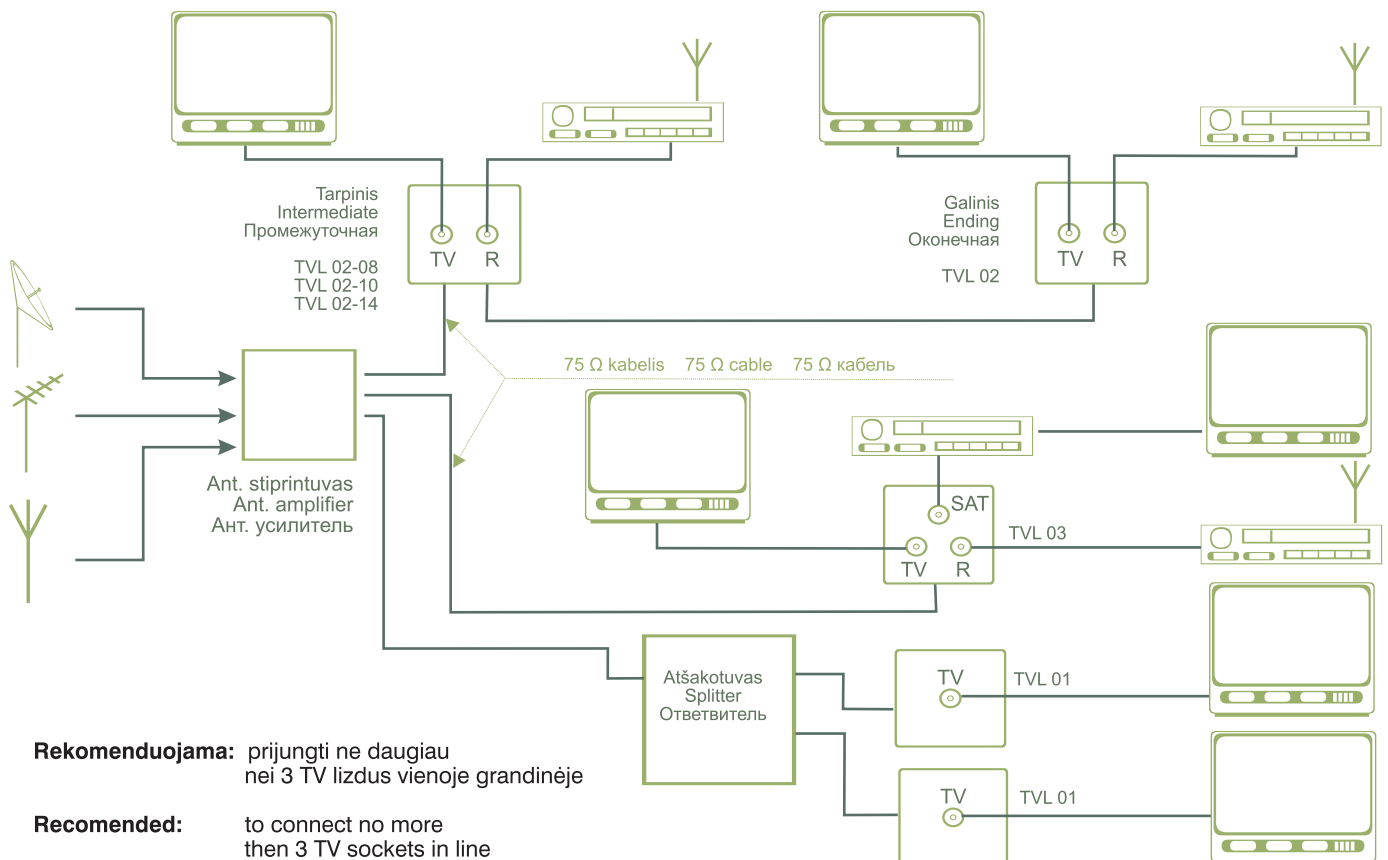 Tarpinis
Intermediate
Промежуточная
TVL 02-08
TVL 02-10
TVL 02-14
TV R
Galinis
Ending
Оконечная
TVL 02
TV R
75 Ω kabelis 75 Ω cable 75 Ω кабель
Ant. stiprintuvas
Ant. amplifier
Ант. усилитель
SAT
TV R
TVL 03
Atšakotuvas
Splitter
Ответвитель
TV
TVL 01
TV
TVL 01
Rekomenduojama: prijungti ne daugiau
nei 3 TV lizdus vienoje grandinėje
Recomended: to connect no more
then 3 TV sockets in line